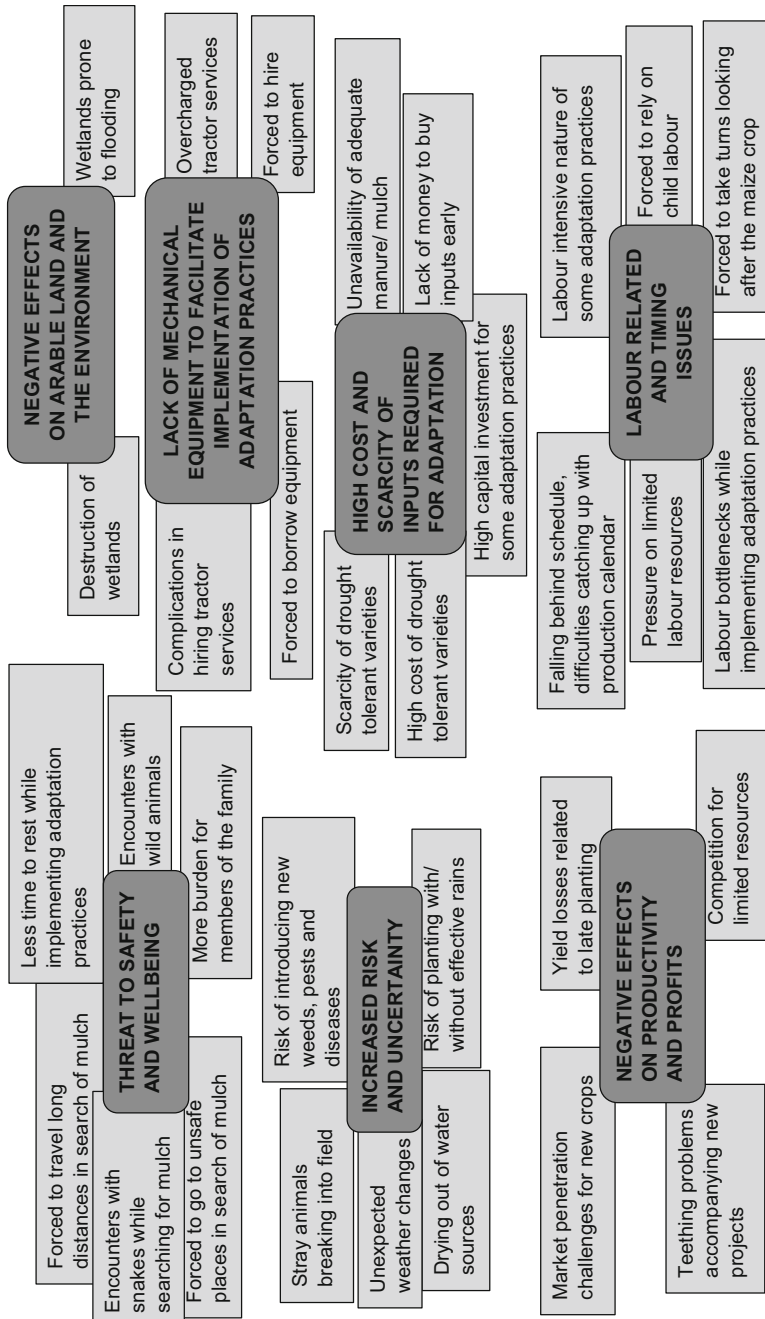 Forced to travel long
distances in search of mulch
Less time to rest while
implementing adaptation
practices
Encounters with
snakes while
searching for mulch
THREAT TO SAFETY
AND WELLBEING
Encounters with
wild animals
Forced to go to unsafe
places in search of mulch
More burden for
members of the family
Destruction of
wetlands
NEGATIVE EFFECTS
ON ARABLE LAND AND
THE ENVIRONMENT
Wetlands prone
to flooding
Complications in
hiring tractor
services
LACK OF MECHANICAL
EQUIPMENT TO FACILITATE
IMPLEMENTATION OF
ADAPTATION PRACTICES
Overcharged
tractor services
Forced to borrow equipment
Forced to hire
equipment
Stray animals
breaking into field
Risk of introducing new
weeds, pests and
diseases
Unexpected
weather changes
INCREASED RISK
AND UNCERTAINTY
Drying out of water
sources
Risk of planting with/
without effective rains
Scarcity of drought
tolerant varieties
Unavailability of adequate
manure/ mulch
HIGH COST AND
SCARCITY OF
INPUTS REQUIRED
FOR ADAPTATION
High cost of drought
tolerant varieties
Lack of money to buy
inputs early
High capital investment for
some adaptation practices
Market penetration
challenges for new crops
Yield losses related
to late planting
NEGATIVE EFFECTS
ON PRODUCTIVITY
AND PROFITS
Teething problems
accompanying new
projects
Competition for
limited resources
Falling behind schedule,
difficulties catching up with
production calendar
Labour intensive nature of
some adaptation practices
Pressure on limited
labour resources
LABOUR RELATED
AND TIMING
ISSUES
Forced to rely on
child labour
Labour bottlenecks while
implementing adaptation practices
Forced to take turns looking
after the maize crop